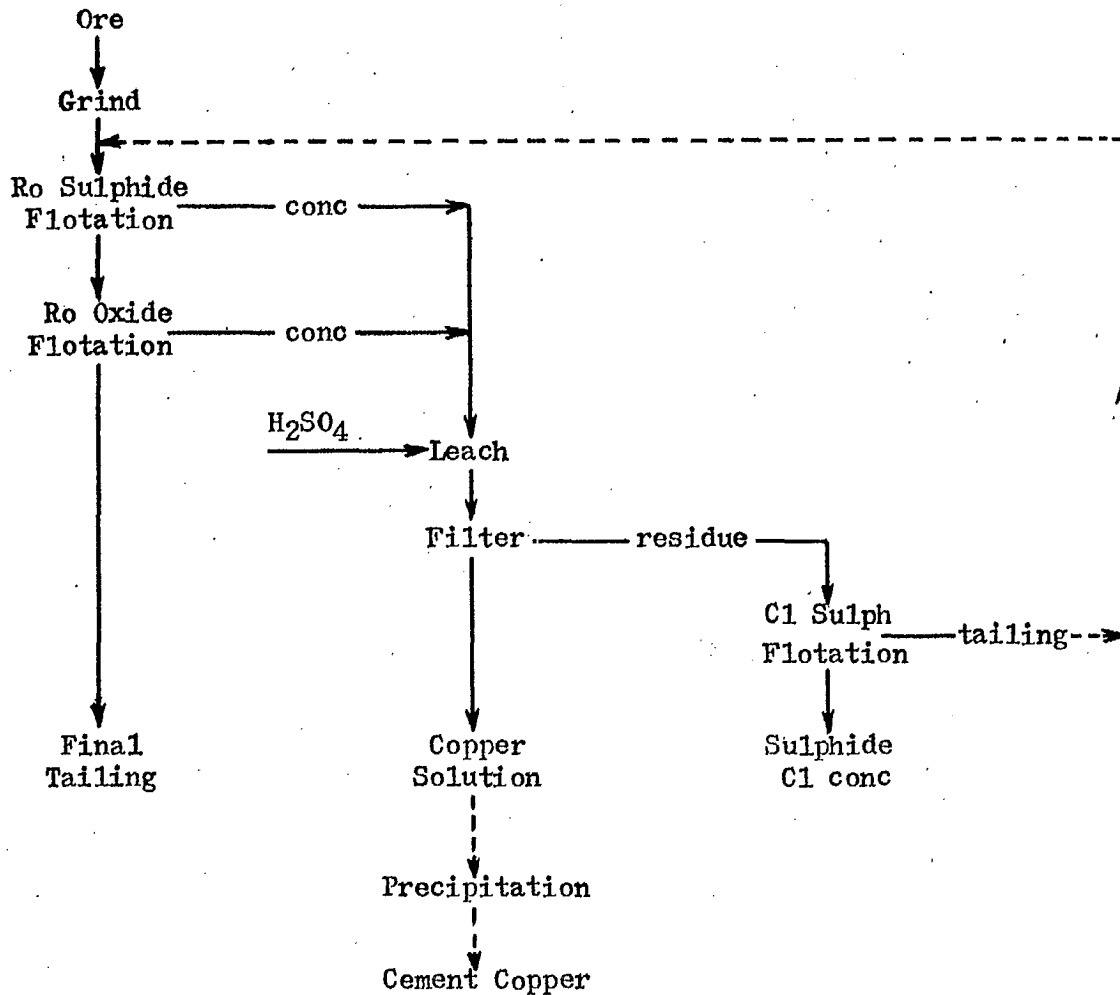 Ore
Grind
Ro Sulphide
Flotation
conc
Ro Oxide
Flotation
conc
H2SO4
Leach
Filter
residue
Cl Sulph
Flotation
tailing
Final
Tailing
Copper
Solution
Sulphide
Cl conc
Precipitation
Cement Copper